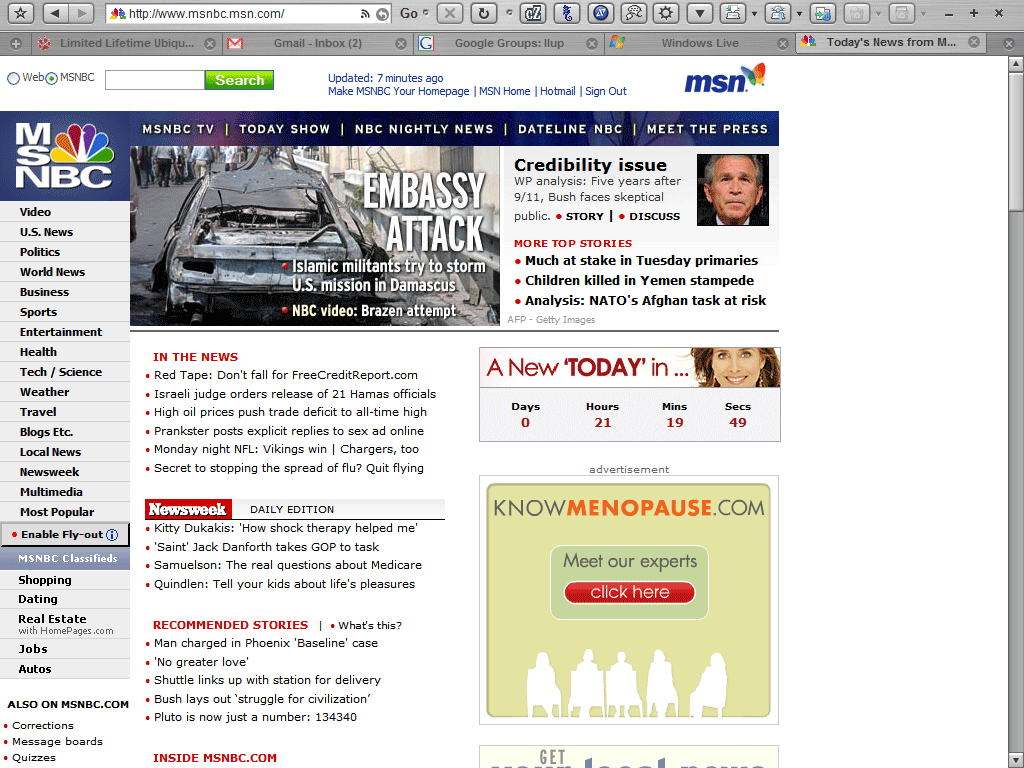 http://www.msnbc.msn.com/
Go
Limited Lifetime Ubiqu...
Gmail - Inbox (2)
Google Groups: llup
Windows Live
Today's News from M...
Web
MSNBC
Search
Updated: 7 minutes ago
Make MSNBC Your Homepage | MSN Home | Hotmail | Sign Out
msn
MSNBC
MSNBC TV | TODAY SHOW | NBC NIGHTLY NEWS | DATELINE NBC | MEET THE PRESS
Video
U.S. News
Politics
World News
Business
Sports
Entertainment
Health
Tech / Science
Weather
Travel
Blogs Etc.
Local News
Newsweek
Multimedia
Most Popular
• Enable Fly-out
MSNBC Classifieds
Shopping
Dating
Real Estate
with HomePages.com
Jobs
Autos
ALSO ON MSNBC.COM
• Corrections
• Message boards
• Quizzes
EMBASSY
ATTACK
• Islamic militants try to storm
U.S. mission in Damascus
• NBC video: Brazen attempt
Credibility issue
WP analysis: Five years after
9/11, Bush faces skeptical
public. • STORY | • DISCUSS
MORE TOP STORIES
• Much at stake in Tuesday primaries
• Children killed in Yemen stampede
• Analysis: NATO's Afghan task at risk
AFP - Getty Images
IN THE NEWS
• Red Tape: Don't fall for FreeCreditReport.com
• Israeli judge orders release of 21 Hamas officials
• High oil prices push trade deficit to all-time high
• Prankster posts explicit replies to sex ad online
• Monday night NFL: Vikings win | Chargers, too
• Secret to stopping the spread of flu? Quit flying
Newsweek DAILY EDITION
• Kitty Dukakis: 'How shock therapy helped me'
• 'Saint' Jack Danforth takes GOP to task
• Samuelson: The real questions about Medicare
• Quindlen: Tell your kids about life's pleasures
RECOMMENDED STORIES | • What's this?
• Man charged in Phoenix 'Baseline' case
• 'No greater love'
• Shuttle links up with station for delivery
• Bush lays out ‘struggle for civilization’
• Pluto is now just a number: 134340
INSIDE MSNBC.COM
A New ‘TODAY’ in ...
Days Hours Mins Secs
0 21 19 49
advertisement
KNOWMENOPAUSE.COM
Meet our experts
click here
GET
your local news